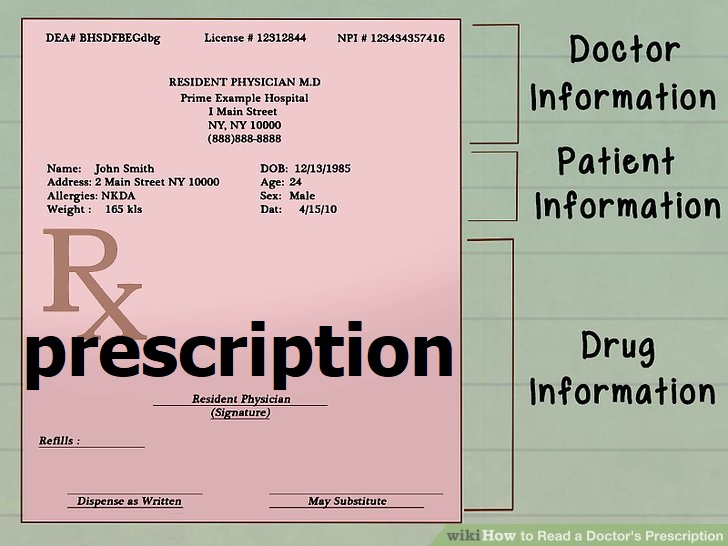 DEA# BHSDFBEGdbg License # 12312844 NPI # 123434357416
RESIDENT PHYSICIAN M.D
Prime Example Hospital
1 Main Street
NY, NY 10000
(888)888-8888
Name: John Smith DOB: 12/13/1985
Address: 2 Main Street NY 10000 Age: 24
Allergies: NKDA Sex: Male
Weight : 165 kls Dat: 4/15/10
Rx
prescription
Resident Physician
(Signature)
Refills :
Dispense as Written May Substitute
Doctor
Information
Patient
Information
Drug
Information
wikiHow to Read a Doctor's Prescription